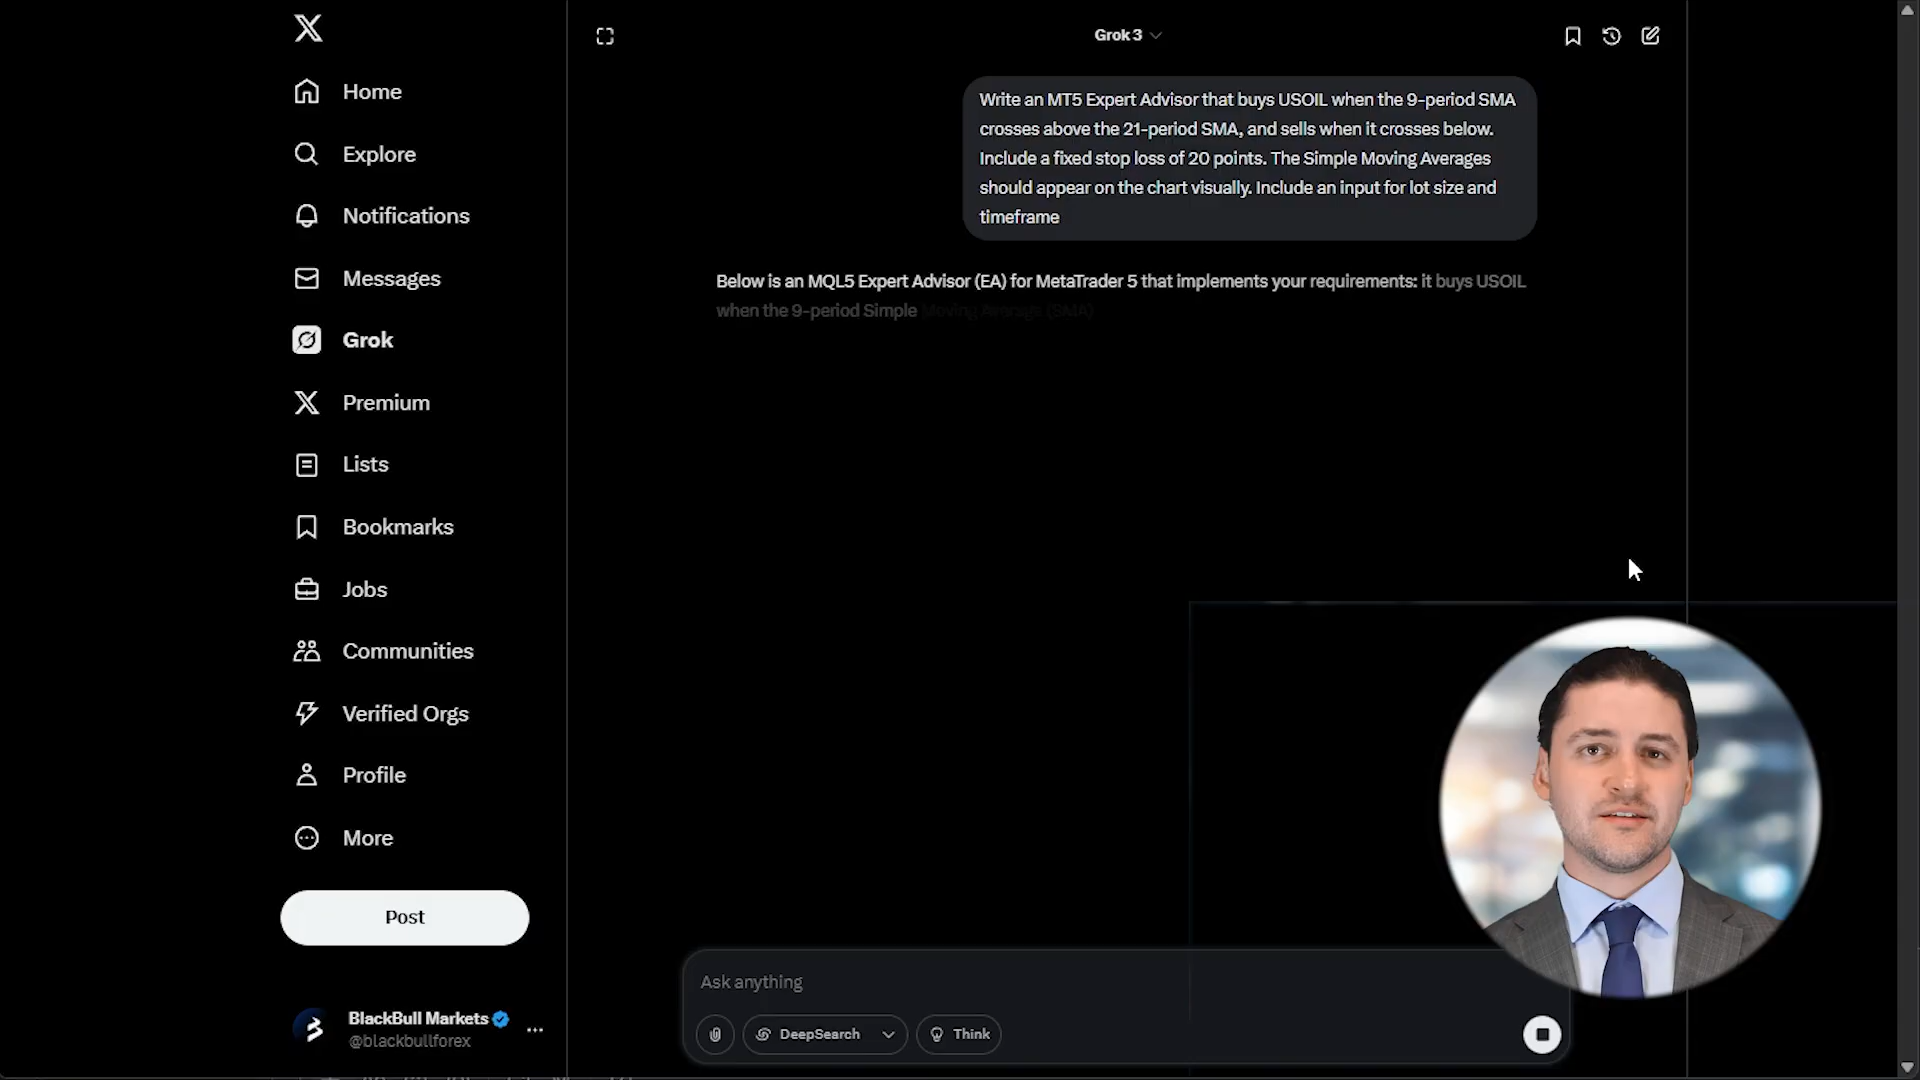 Home
Explore
Notifications
Messages
Grok
Premium
Lists
Bookmarks
Jobs
Communities
Verified Orgs
Profile
More
Post
BlackBull Markets
@blackbullforex
Grok 3
Write an MT5 Expert Advisor that buys USOIL when the 9-period SMA
crosses above the 21-period SMA, and sells when it crosses below.
Include a fixed stop loss of 20 points. The Simple Moving Averages
should appear on the chart visually. Include an input for lot size and
timeframe
Below is an MQL5 Expert Advisor (EA) for MetaTrader 5 that implements your requirements: it buys USOIL
when the 9-period Simple Moving Average (SMA)
Ask anything
DeepSearch
Think